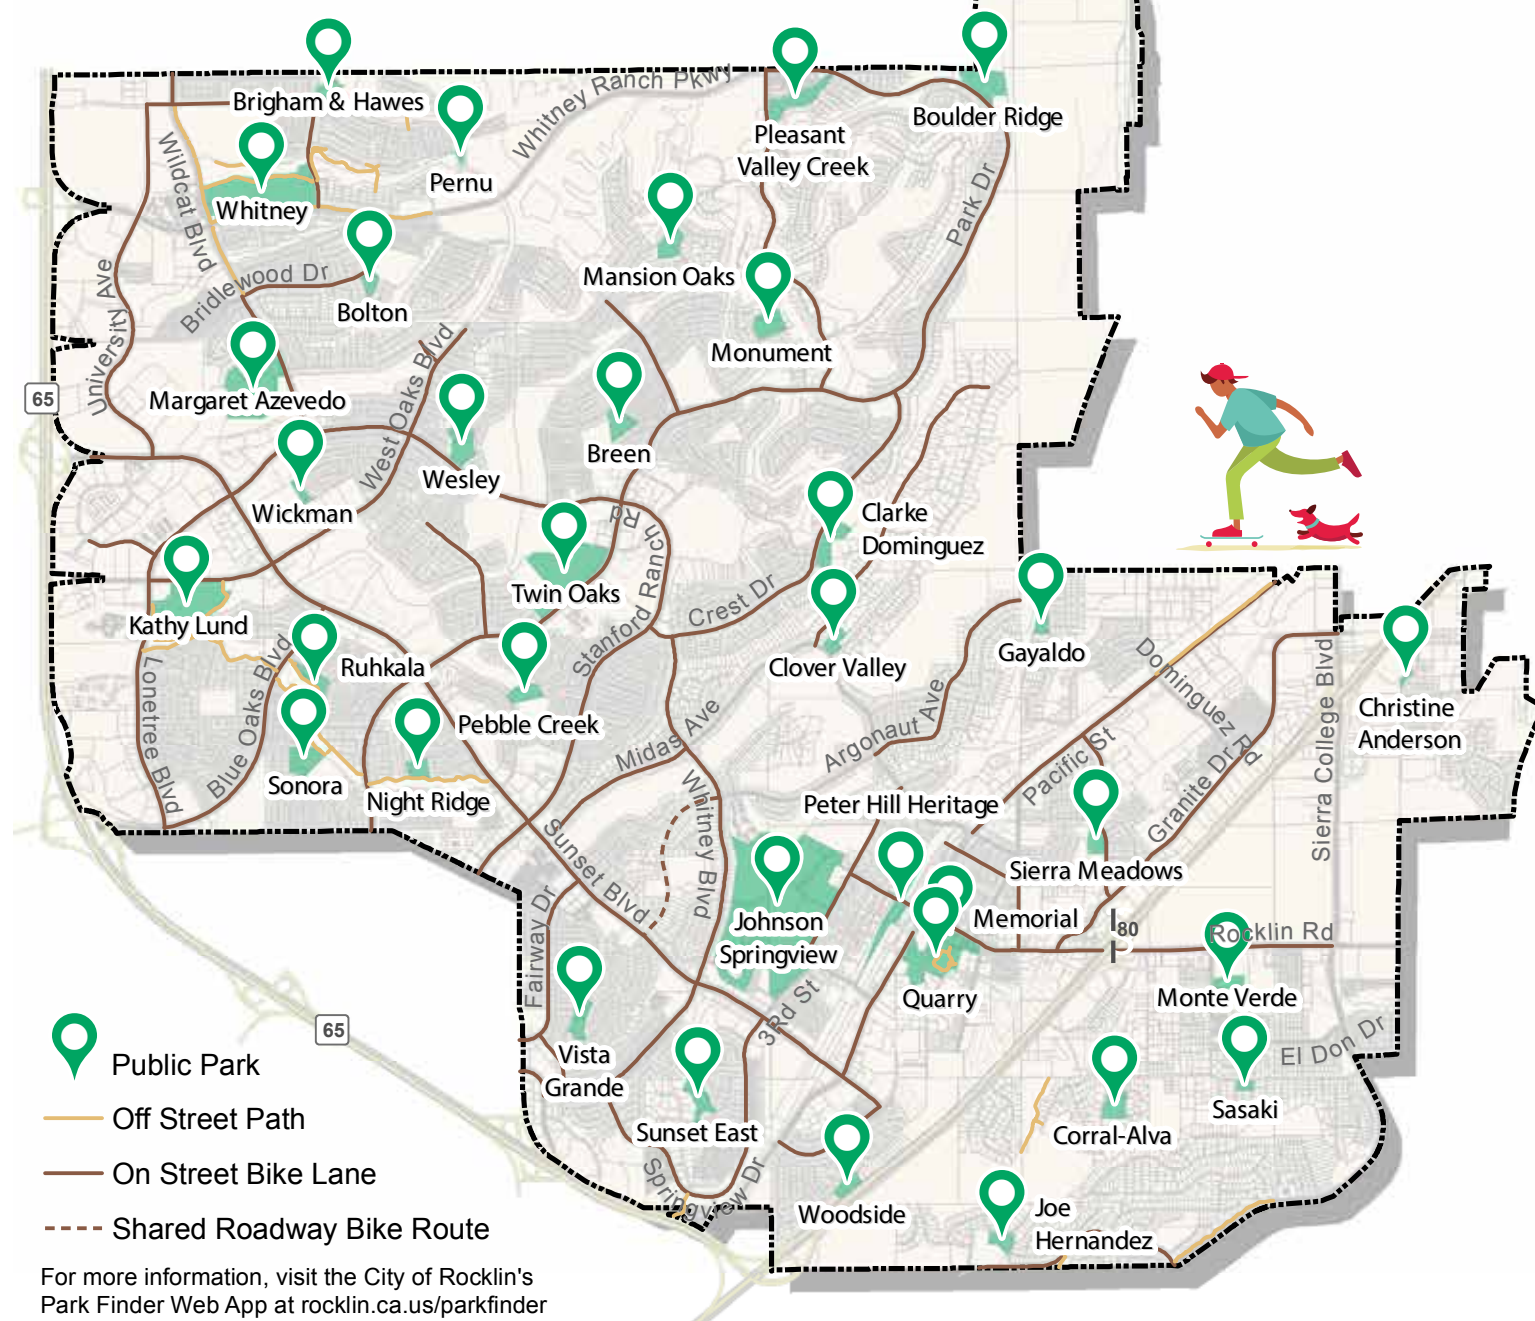 Brigham & Hawes
Pernu
Whitney Ranch Pkwy
Pleasant
Valley Creek
Boulder Ridge
Wildcat Blvd
Whitney
Park Dr
Mansion Oaks
Bridlewood Dr
Bolton
University Ave
Monument
65
Margaret Azevedo
West Oaks Blvd
Wesley
Breen
Wickman
Clarke
Dominguez
Stanford Ranch Rd
Twin Oaks
Crest Dr
Kathy Lund
Ruhkala
Clover Valley
Gayaldo
Dominguez Rd
Lonetree Blvd
Blue Oaks Blvd
Pebble Creek
Midas Ave
Argonaut Ave
Sierra College Blvd
Christine
Anderson
Sonora
Night Ridge
Whitney Blvd
Peter Hill Heritage
Pacific St
Granite Dr
Sunset Blvd
Sierra Meadows
Fairway Dr
Johnson
Springview
Memorial
I 80
Rocklin Rd
Quarry
Monte Verde
3Rd St
El Don Dr
65
Vista
Grande
Sunset East
Corral-Alva
Sasaki
Springview Dr
Woodside
Joe
Hernandez
Public Park
Off Street Path
On Street Bike Lane
Shared Roadway Bike Route
For more information, visit the City of Rocklin's
Park Finder Web App at rocklin.ca.us/parkfinder